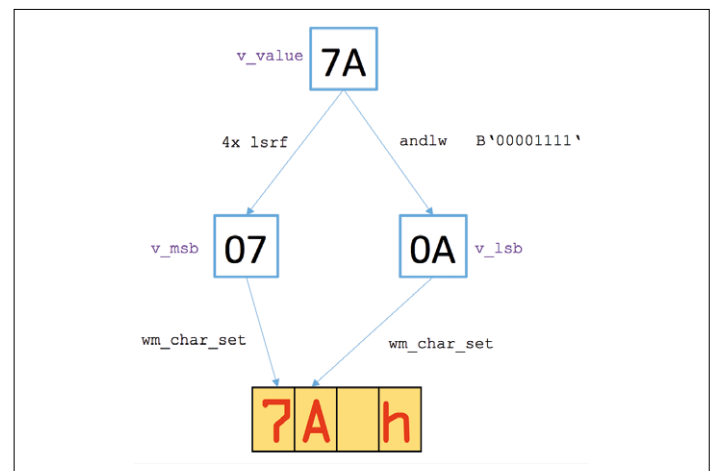 v_value 7A
4x lsrf andlw B'00001111'
v_msb 07 0A v_lsb
wm_char_set wm_char_set
7A h